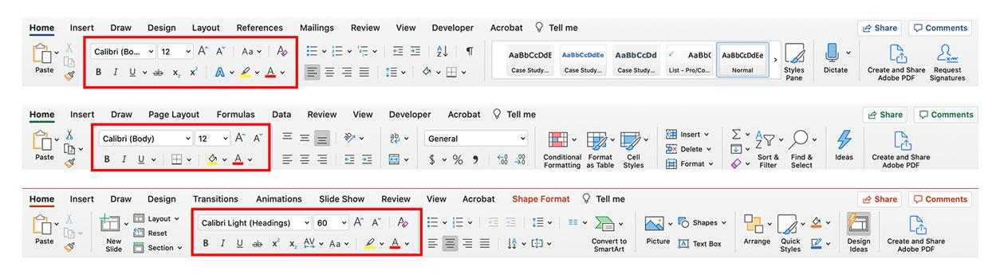 Home Insert Draw Design Layout References Mailings Review View Developer Acrobat Tell me Share Comments
Calibri (Bo... 12 A A Aa A
AaBbCcDdE AaBbCcDdEe AaBbCcDd AaBb( AaBbCcDdEe
Paste B I U ab x₂ x² A A Case Study... Case Study... Case Study... List - Pro/Co... Normal Styles Pane Dictate Create and Share Adobe PDF Request Signatures
Home Insert Draw Page Layout Formulas Data Review View Developer Acrobat Tell me Share Comments
Calibri (Body) 12 A A ab General Insert
Delete
Paste B I U A $ % 9 Conditional Formatting Format as Table Cell Styles Format Sort & Filter Find & Select Ideas Create and Share Adobe PDF
Home Insert Draw Design Transitions Animations Slide Show Review View Acrobat Shape Format Tell me Share Comments
Layout Calibri Light (Headings) 60 A A A Shapes
Reset
Paste New Slide Section B I U ab x² x₂ AV Aa A Convert to SmartArt Picture Text Box Arrange Quick Styles Design Ideas Create and Share Adobe PDF